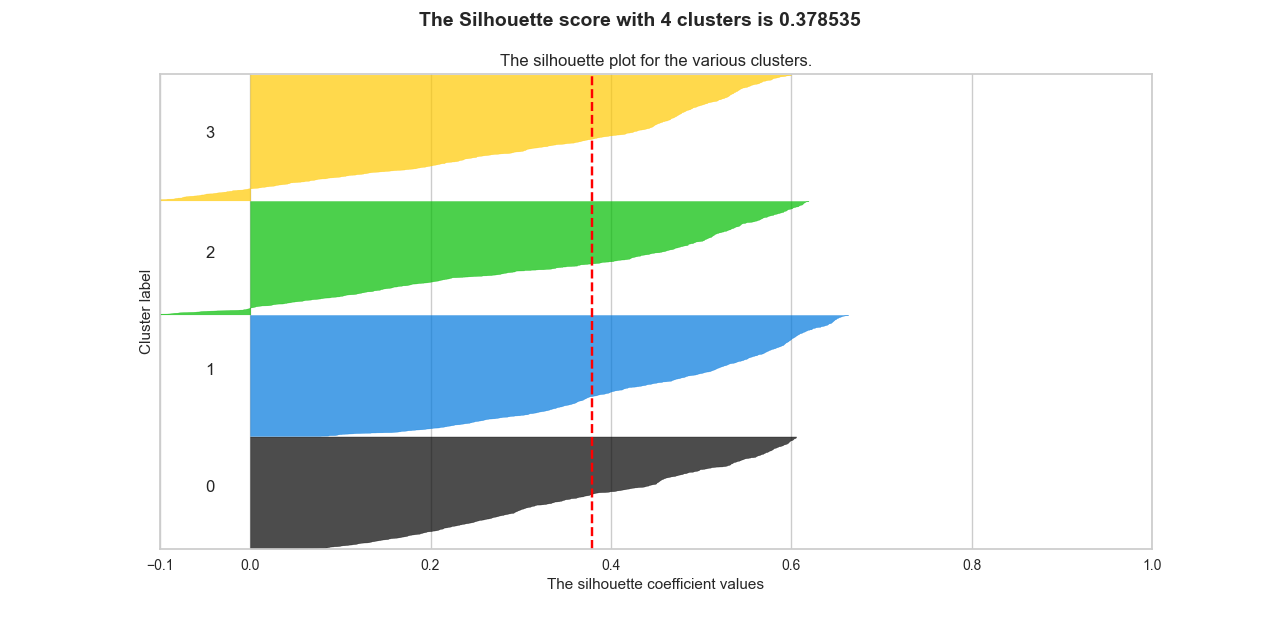 The Silhouette score with 4 clusters is 0.378535
The silhouette plot for the various clusters.
3
2
1
0
Cluster label
−0.1 0.0 0.2 0.4 0.6 0.8 1.0
The silhouette coefficient values